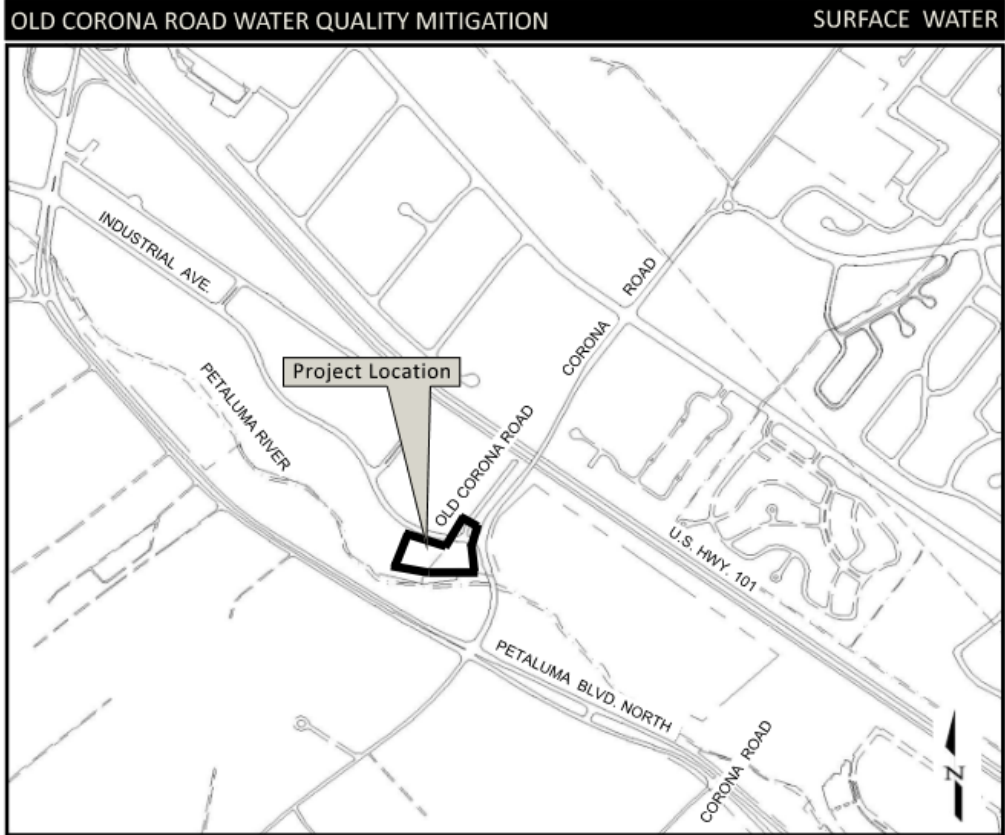 OLD CORONA ROAD WATER QUALITY MITIGATION
SURFACE WATER
INDUSTRIAL AVE.
ROAD
CORONA
Project Location
PETALUMA RIVER
OLD CORONA ROAD
U.S. HWY. 101
PETALUMA BLVD. NORTH
CORONA ROAD
N